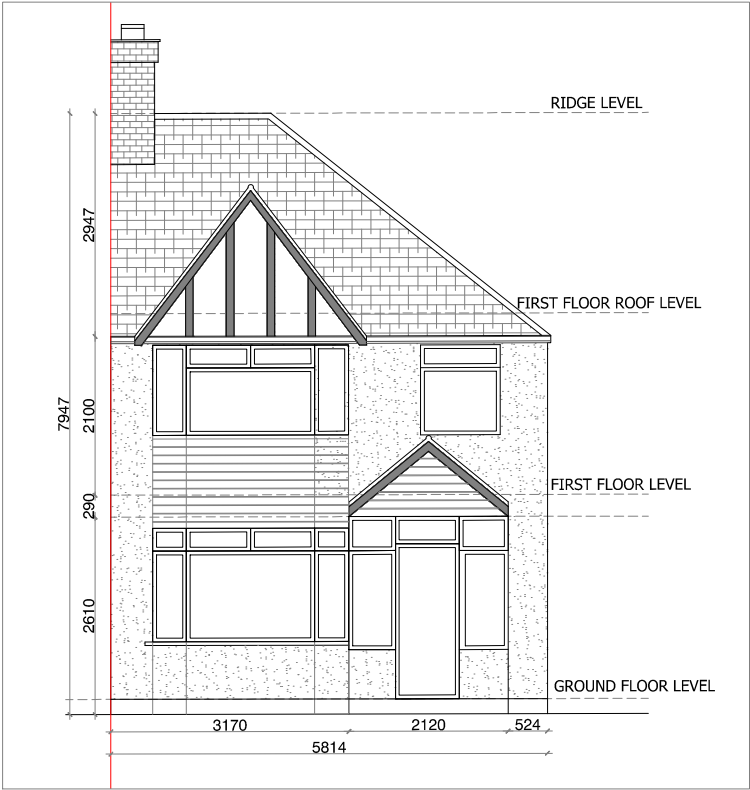 RIDGE LEVEL
2947
FIRST FLOOR ROOF LEVEL
7947
2100
FIRST FLOOR LEVEL
290
2610
GROUND FLOOR LEVEL
3170
2120
524
5814